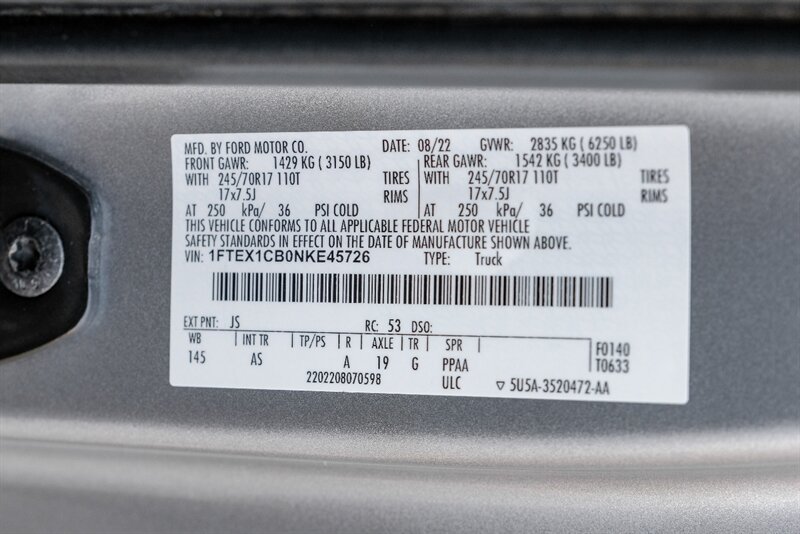 MFD. BY FORD MOTOR CO. DATE: 08/22 GVWR: 2835 KG ( 6250 LB)
FRONT GAWR: 1429 KG ( 3150 LB) REAR GAWR: 1542 KG ( 3400 LB)
WITH 245/70R17 110T TIRES WITH 245/70R17 110T TIRES
17x7.5J RIMS 17x7.5J RIMS
AT 250 kPa/ 36 PSI COLD AT 250 kPa/ 36 PSI COLD
THIS VEHICLE CONFORMS TO ALL APPLICABLE FEDERAL MOTOR VEHICLE
SAFETY STANDARDS IN EFFECT ON THE DATE OF MANUFACTURE SHOWN ABOVE.
VIN: 1FTEX1CB0NKE45726 TYPE: Truck
EXT PNT: JS RC: 53 DSO:
WB INT TR TP/PS R AXLE TR SPR F0140
145 AS A 19 G PPAA T0633
2202208070598 ULC ▽ 5U5A-3520472-AA